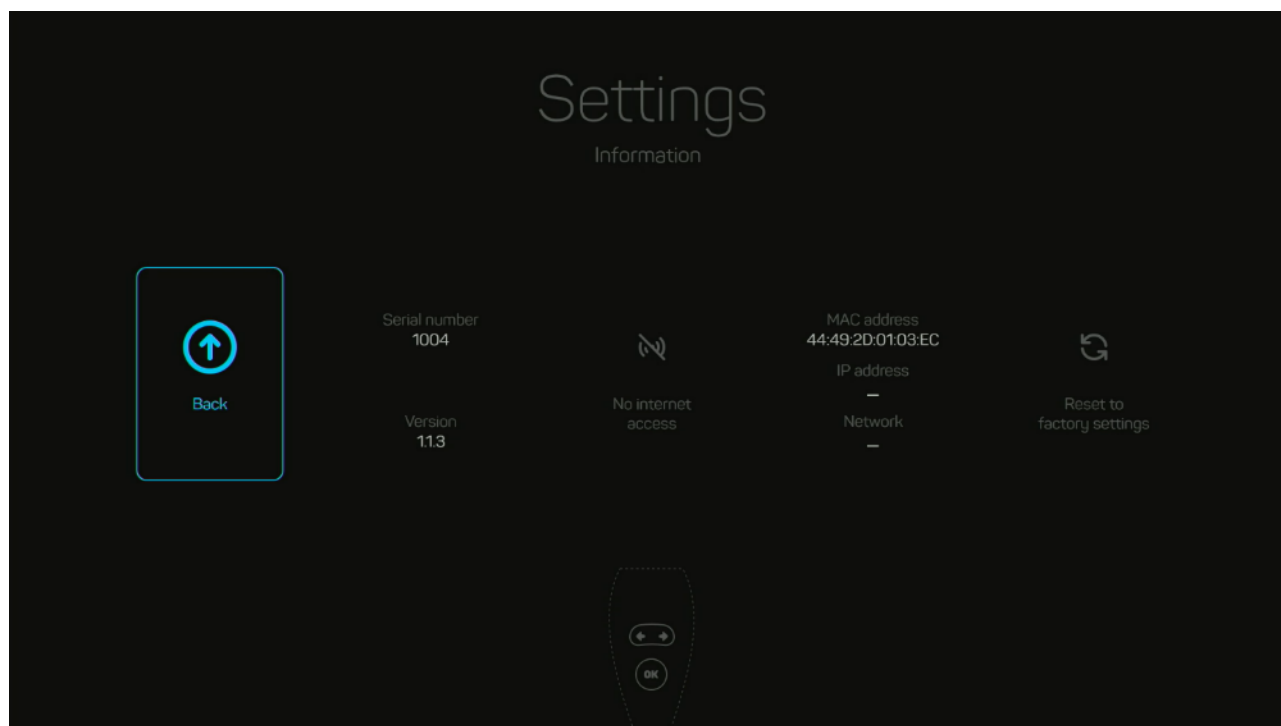 Settings
Information
Back
Serial number
1004
Version
1.1.3
No internet
access
MAC address
44:49:2D:01:03:EC
IP address
–
Network
–
Reset to
factory settings
OK